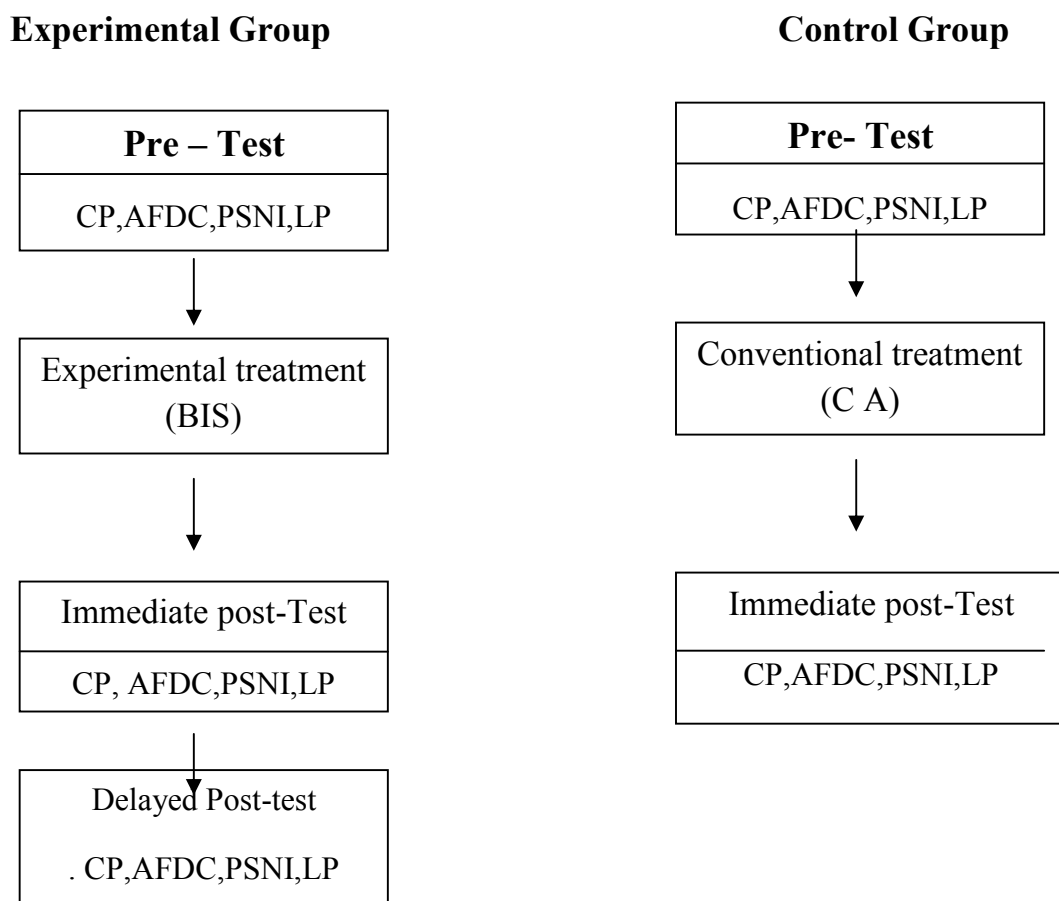 Experimental Group
Control Group
Pre – Test
CP,AFDC,PSNI,LP
Pre- Test
CP,AFDC,PSNI,LP
Experimental treatment
(BIS)
Conventional treatment
(C A)
Immediate post-Test
CP, AFDC,PSNI,LP
Immediate post-Test
CP,AFDC,PSNI,LP
Delayed Post-test
. CP,AFDC,PSNI,LP